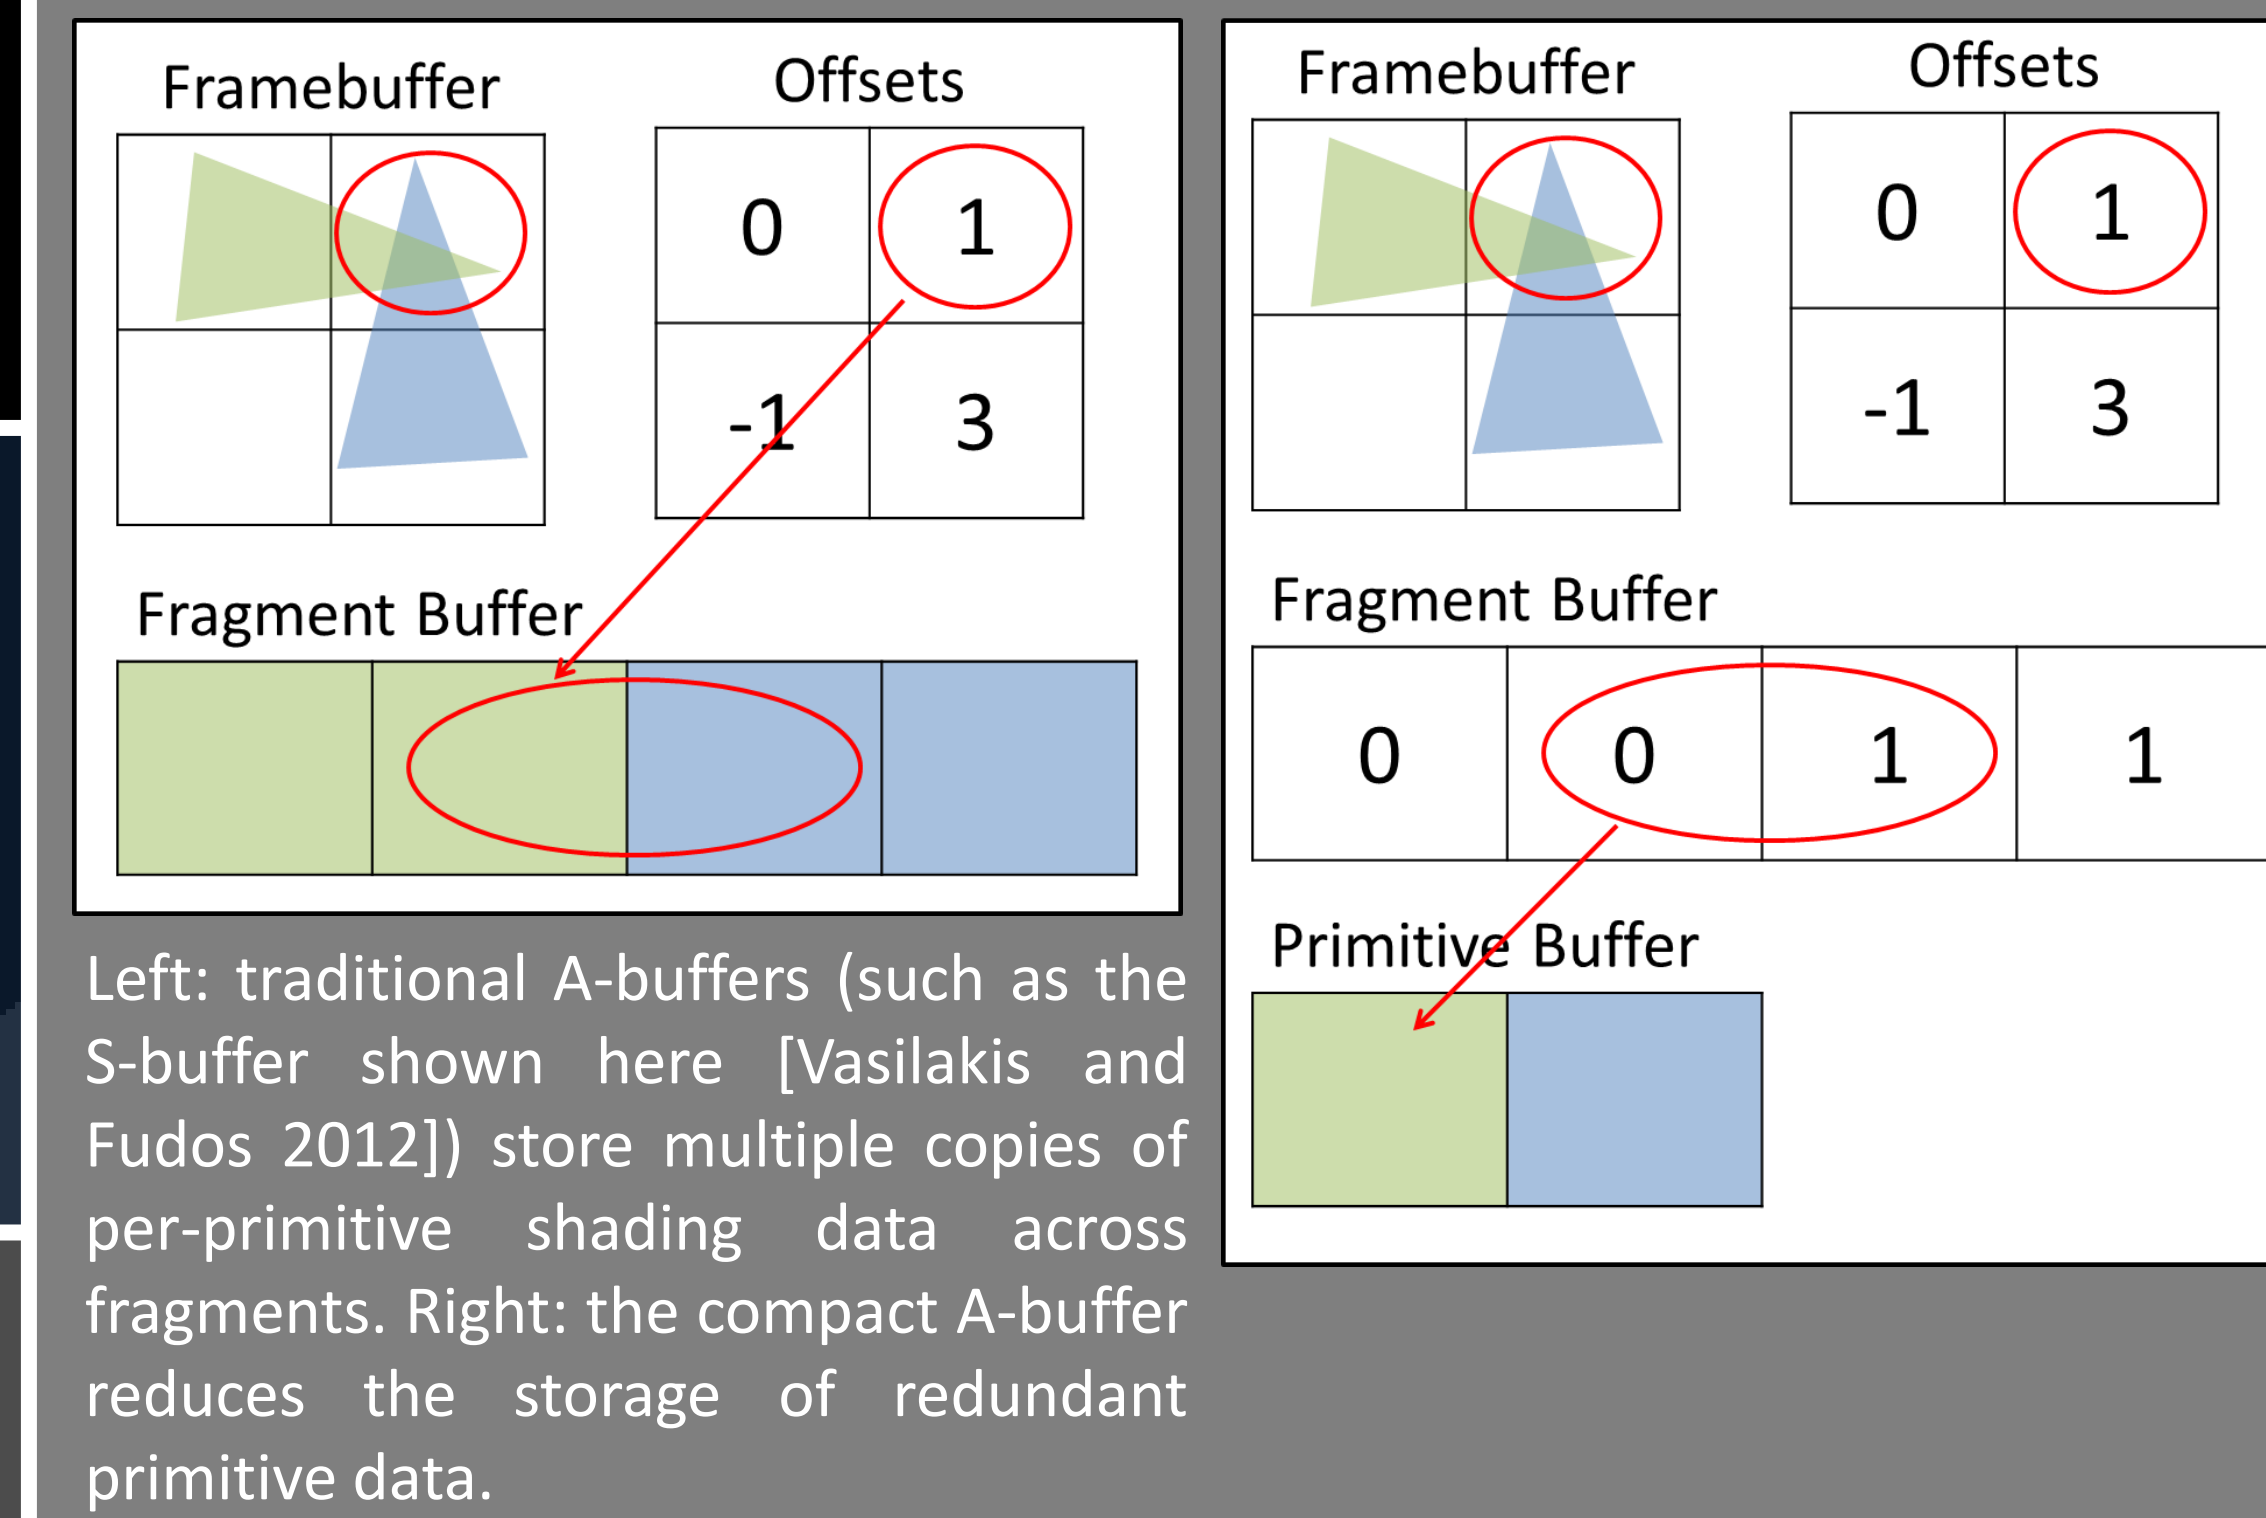 Framebuffer
Offsets
0 1
-1 3
Fragment Buffer
Left: traditional A-buffers (such as the
S-buffer shown here [Vasilakis and
Fudos 2012]) store multiple copies of
per-primitive shading data across
fragments. Right: the compact A-buffer
reduces the storage of redundant
primitive data.
Framebuffer
Offsets
0 1
-1 3
Fragment Buffer
0 0 1 1
Primitive Buffer